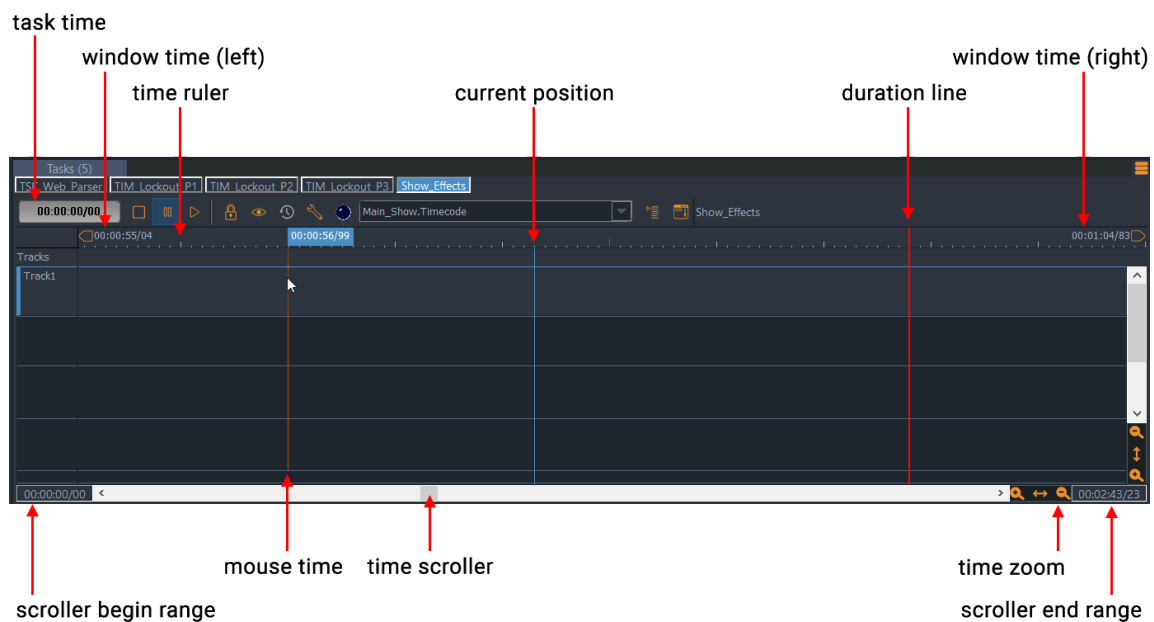 task time
window time (left)
window time (right)
time ruler
current position
duration line
Tasks (5)
TSK_Web_Parser TIM_Lockout_P1 TIM_Lockout_P2 TIM_Lockout_P3 Show_Effects
00:00:00/00 Main_Show.Timecode Show_Effects
00:00:55/04 00:00:56/99 00:01:04/83
Tracks
Track1
00:00:00/00 00:02:43/23
mouse time
time scroller
time zoom
scroller begin range
scroller end range